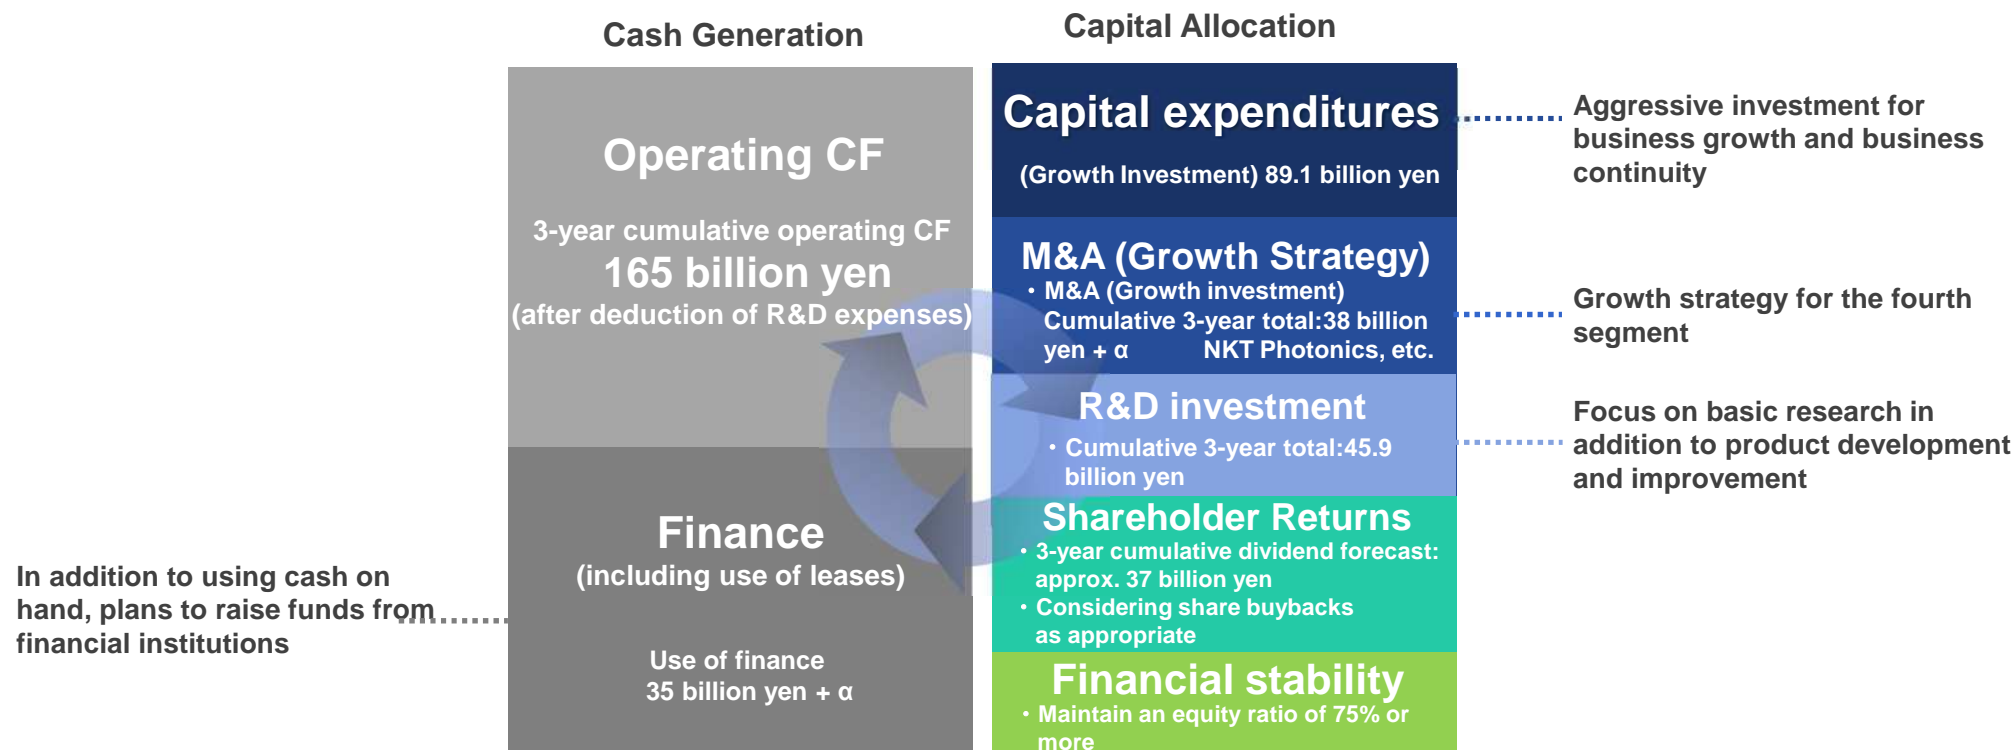 Cash Generation
Capital Allocation
Operating CF
3-year cumulative operating CF
165 billion yen
(after deduction of R&D expenses)
Finance
(including use of leases)
Use of finance
35 billion yen + α
In addition to using cash on
hand, plans to raise funds from
financial institutions
Capital expenditures
(Growth Investment) 89.1 billion yen
Aggressive investment for
business growth and business
continuity
M&A (Growth Strategy)
・M&A (Growth investment)
Cumulative 3-year total:38 billion
yen + α NKT Photonics, etc.
Growth strategy for the fourth
segment
R&D investment
・Cumulative 3-year total:45.9
billion yen
Focus on basic research in
addition to product development
and improvement
Shareholder Returns
・3-year cumulative dividend forecast:
approx. 37 billion yen
・Considering share buybacks
as appropriate
Financial stability
・Maintain an equity ratio of 75% or
more